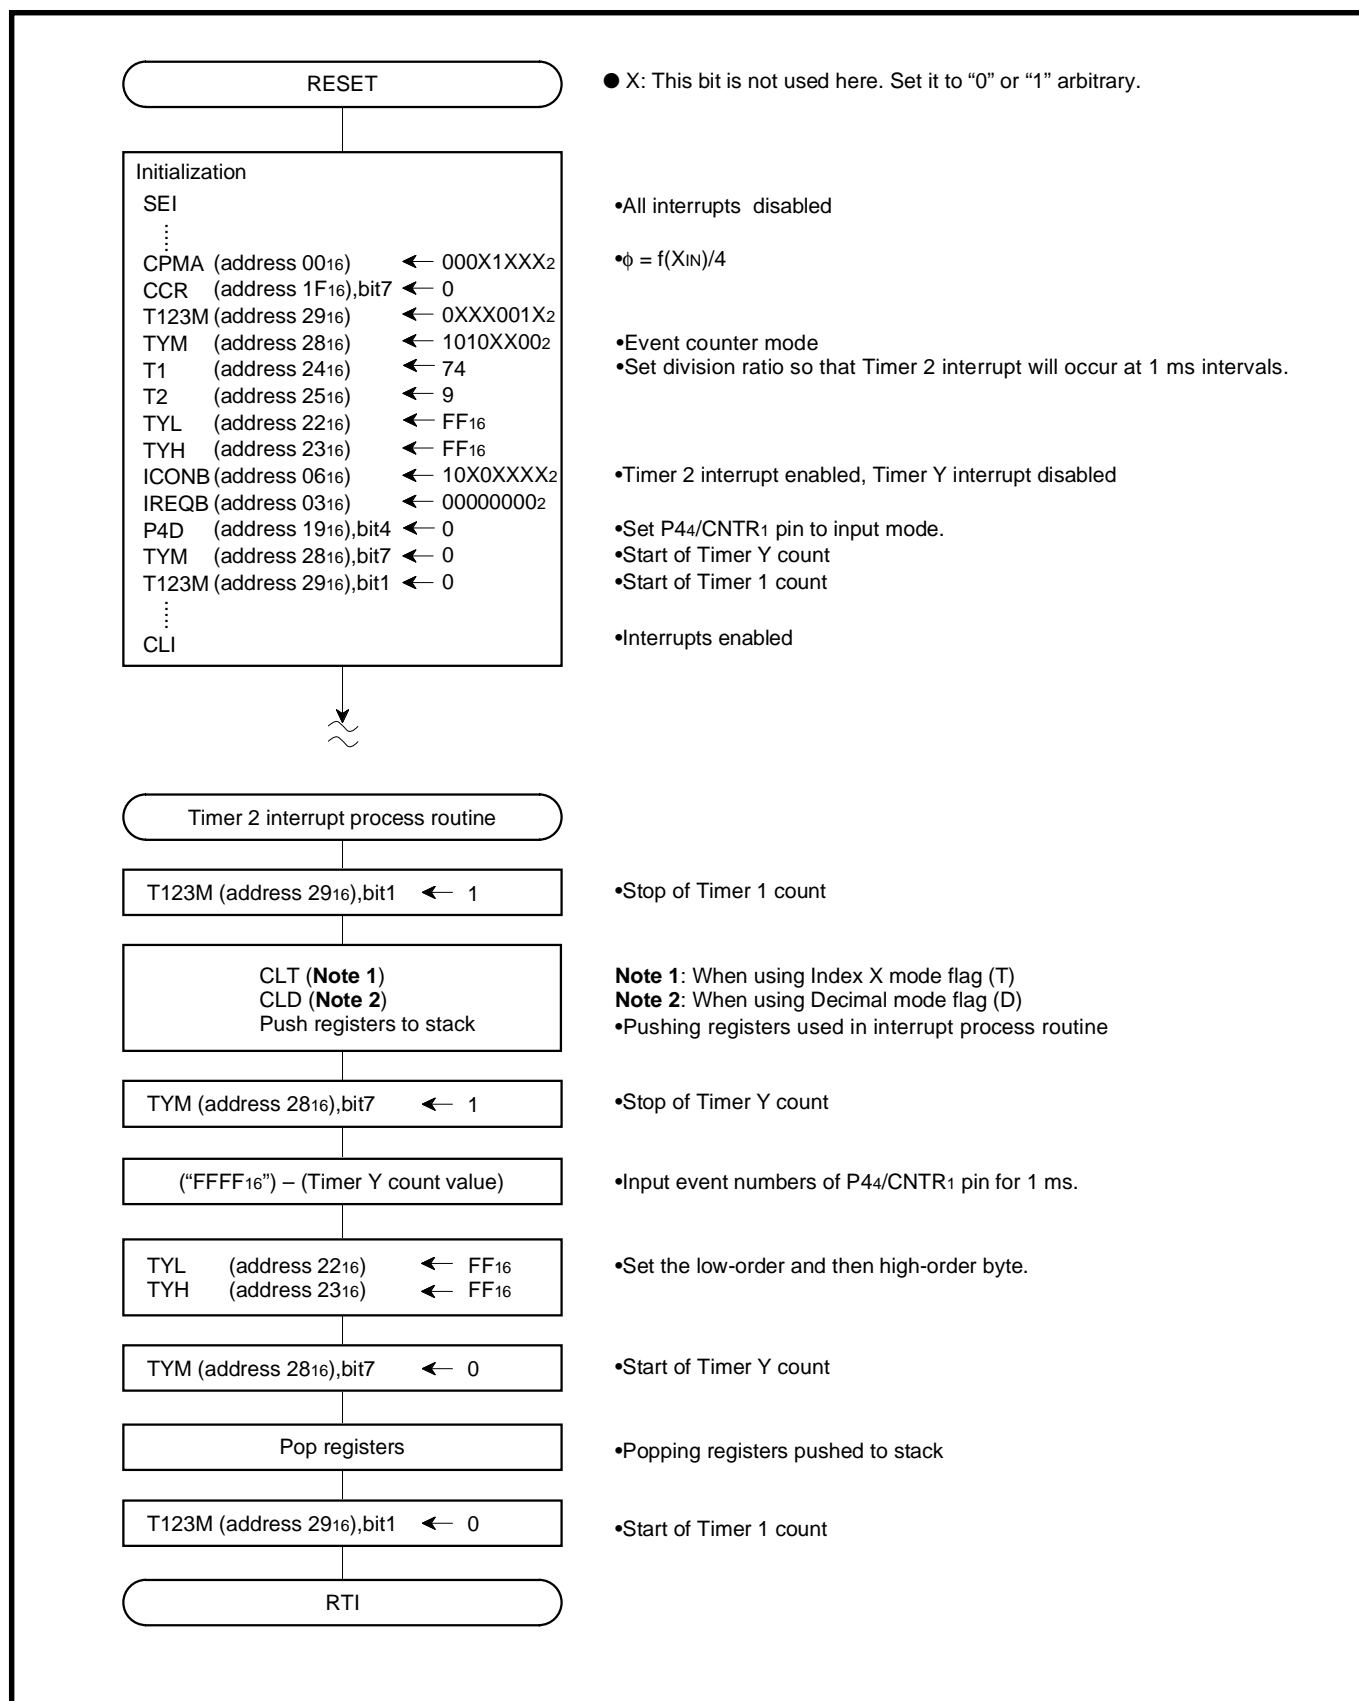 RESET
● X: This bit is not used here. Set it to “0” or “1” arbitrary.
Initialization
SEI •All interrupts disabled
CPMA (address 0016) ← 000X1XXX2 •ϕ = f(XIN)/4
CCR (address 1F16),bit7 ← 0
T123M (address 2916) ← 0XXX001X2
TYM (address 2816) ← 1010XX002 •Event counter mode
T1 (address 2416) ← 74 •Set division ratio so that Timer 2 interrupt will occur at 1 ms intervals.
T2 (address 2516) ← 9
TYL (address 2216) ← FF16
TYH (address 2316) ← FF16
ICONB (address 0616) ← 10X0XXXX2 •Timer 2 interrupt enabled, Timer Y interrupt disabled
IREQB (address 0316) ← 000000002
P4D (address 1916),bit4 ← 0 •Set P44/CNTR1 pin to input mode.
TYM (address 2816),bit7 ← 0 •Start of Timer Y count
T123M (address 2916),bit1 ← 0 •Start of Timer 1 count
CLI •Interrupts enabled
Timer 2 interrupt process routine
T123M (address 2916),bit1 ← 1 •Stop of Timer 1 count
CLT (Note 1) Note 1: When using Index X mode flag (T)
CLD (Note 2) Note 2: When using Decimal mode flag (D)
Push registers to stack •Pushing registers used in interrupt process routine
TYM (address 2816),bit7 ← 1 •Stop of Timer Y count
(“FFFF16”) – (Timer Y count value) •Input event numbers of P44/CNTR1 pin for 1 ms.
TYL (address 2216) ← FF16 •Set the low-order and then high-order byte.
TYH (address 2316) ← FF16
TYM (address 2816),bit7 ← 0 •Start of Timer Y count
Pop registers •Popping registers pushed to stack
T123M (address 2916),bit1 ← 0 •Start of Timer 1 count
RTI